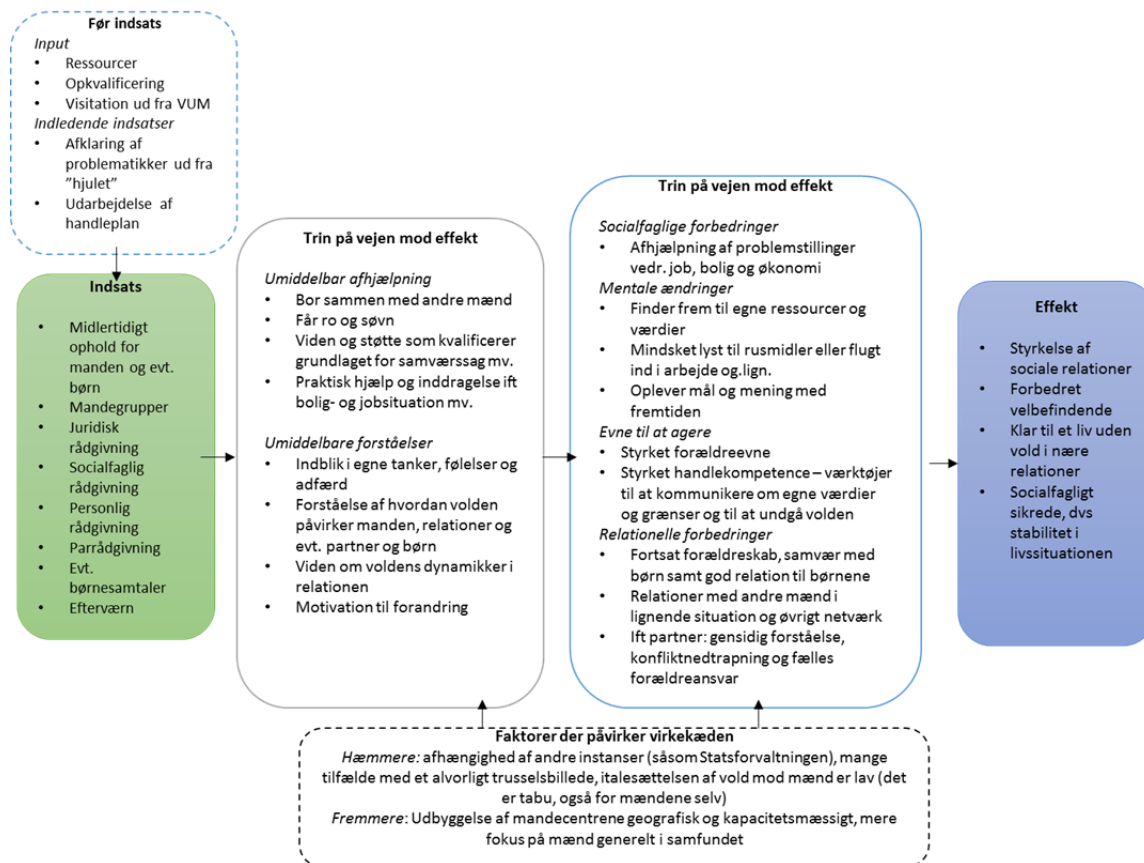 Før indsats
Input
• Ressourcer
• Opkvalificering
• Visitation ud fra VUM
Indledende indsatser
• Afklaring af
problematikker ud fra
”hjulet”
• Udarbejdelse af
handleplan
Indsats
• Midlertidigt
ophold for
manden og evt.
børn
• Mandegrupper
• Juridisk
rådgivning
• Socialfaglig
rådgivning
• Personlig
rådgivning
• Parrådgivning
• Evt.
børnesamtaler
• Efterværn
Trin på vejen mod effekt
Umiddelbar afhjælpning
• Bor sammen med andre mænd
• Får ro og søvn
• Viden og støtte som kvalificerer
grundlaget for samværssag mv.
• Praktisk hjælp og inddragelse ift
bolig- og jobsituation mv.
Umiddelbare forståelser
• Indblik i egne tanker, følelser og
adfærd
• Forståelse af hvordan volden
påvirker manden, relationer og
evt. partner og børn
• Viden om voldens dynamikker i
relationen
• Motivation til forandring
Trin på vejen mod effekt
Socialfaglige forbedringer
• Afhjælpning af problemstillinger
vedr. job, bolig og økonomi
Mentale ændringer
• Finder frem til egne ressourcer og
værdier
• Mindsket lyst til rusmidler eller flugt
ind i arbejde og.lign.
• Oplever mål og mening med
fremtiden
Evne til at agere
• Styrket forældreevne
• Styrket handlekompetence – værktøjer
til at kommunikere om egne værdier
og grænser og til at undgå volden
Relationelle forbedringer
• Fortsat forældreskab, samvær med
børn samt god relation til børnene
• Relationer med andre mænd i
lignende situation og øvrigt netværk
• Ift partner: gensidig forståelse,
konfliktnedtrapning og fælles
forældreansvar
Effekt
• Styrkelse af
sociale relationer
• Forbedret
velbefindende
• Klar til et liv uden
vold i nære
relationer
• Socialfagligt
sikrede, dvs
stabilitet i
livssituationen
Faktorer der påvirker virkekæden
Hæmmere: afhængighed af andre instanser (såsom Statsforvaltningen), mange
tilfælde med et alvorligt trusselsbillede, italesættelsen af vold mod mænd er lav (det
er tabu, også for mændene selv)
Fremmere: Udbyggelse af mandecentrene geografisk og kapacitetsmæssigt, mere
fokus på mænd generelt i samfundet